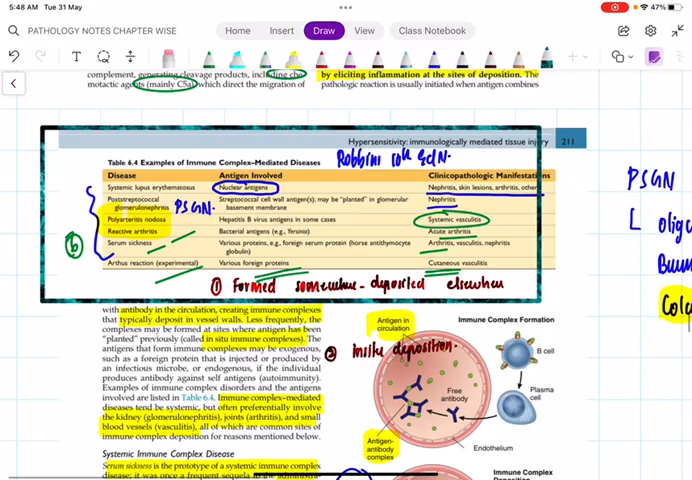 5:48 AM Tue 31 May
47%
PATHOLOGY NOTES CHAPTER WISE
Home Insert Draw View Class Notebook
complement, generating cleavage products, including che
motactic agents (mainly C5a) which direct the migration of
by eliciting inflammation at the sites of deposition. The
pathologic reaction is usually initiated when antigen combines
Hypersensitivity: immunologically mediated tissue injury 211
Table 6.4 Examples of Immune Complex–Mediated Diseases
Disease Antigen Involved Clinicopathologic Manifestations
Systemic lupus erythematosus Nuclear antigens Nephritis, skin lesions, arthritis, other
Poststreptococcal Streptococcal cell wall antigen(s); may be "planted" in glomerular Nephritis
glomerulonephritis PSGN. basement membrane
Polyarteritis nodosa Hepatitis B virus antigens in some cases Systemic vasculitis
Reactive arthritis Bacterial antigens (e.g., Yersinia) Acute arthritis
Serum sickness Various proteins, e.g., foreign serum protein (horse antithymocyte Arthritis, vasculitis, nephritis
globulin)
Arthus reaction (experimental) Various foreign proteins Cutaneous vasculitis
6
① Formed somewhere - deposited elsewhere
PSGN
with antibody in the circulation, creating immune complexes
that typically deposit in vessel walls. Less frequently, the
complexes may be formed at sites where antigen has been
"planted" previously (called in situ immune complexes). The
antigens that form immune complexes may be exogenous,
such as a foreign protein that is injected or produced by
an infectious microbe, or endogenous, if the individual
produces antibody against self antigens (autoimmunity).
Examples of immune complex disorders and the antigens
involved are listed in Table 6.4. Immune complex–mediated
diseases tend to be systemic, but often preferentially involve
the kidney (glomerulonephritis), joints (arthritis), and small
blood vessels (vasculitis), all of which are common sites of
immune complex deposition for reasons mentioned below.
Systemic Immune Complex Disease
Serum sickness is the prototype of a systemic immune complex
disease; it was once a frequent sequela to the
② insitu deposition.
Antigen in
circulation
Immune Complex Formation
B cell
Plasma
cell
Free
antibody
Antigen-
antibody
complex
Endothelium
Immune Complex